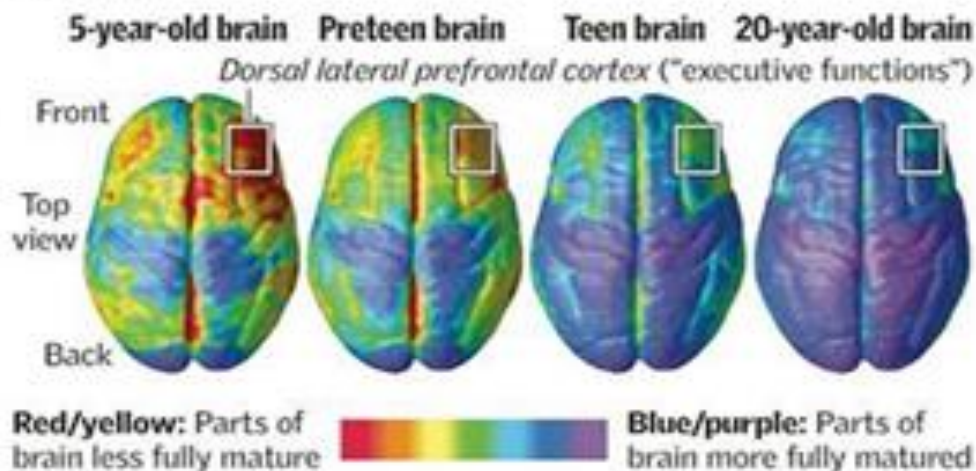 5-year-old brain Preteen brain Teen brain 20-year-old brain
Dorsal lateral prefrontal cortex ("executive functions")
Front
Top
view
Back
Red/yellow: Parts of
brain less fully mature
Blue/purple: Parts of
brain more fully matured